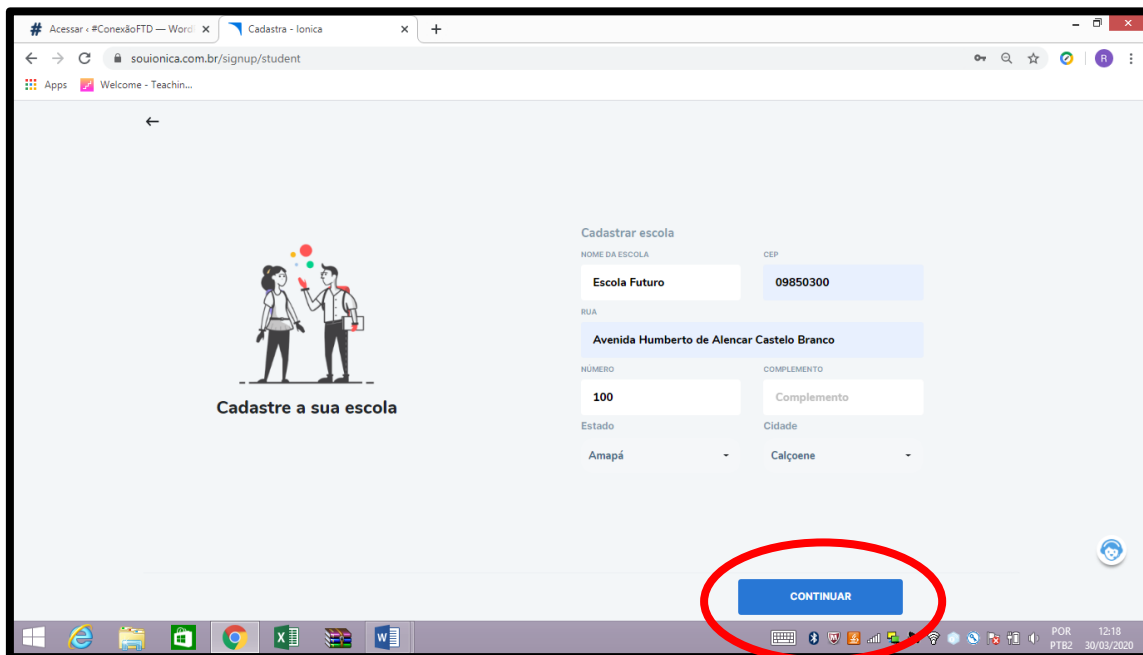 # Acessar ‹ #ConexãoFTD — Word
Cadastra - Ionica
souionica.com.br/signup/student
R
Apps
Welcome - Teachin...
Cadastrar escola
NOME DA ESCOLA
CEP
Escola Futuro
09850300
RUA
Avenida Humberto de Alencar Castelo Branco
NÚMERO
COMPLEMENTO
100
Complemento
Estado
Cidade
Amapá
Calçoene
Cadastre a sua escola
CONTINUAR
POR
12:18
PTB2
30/03/2020